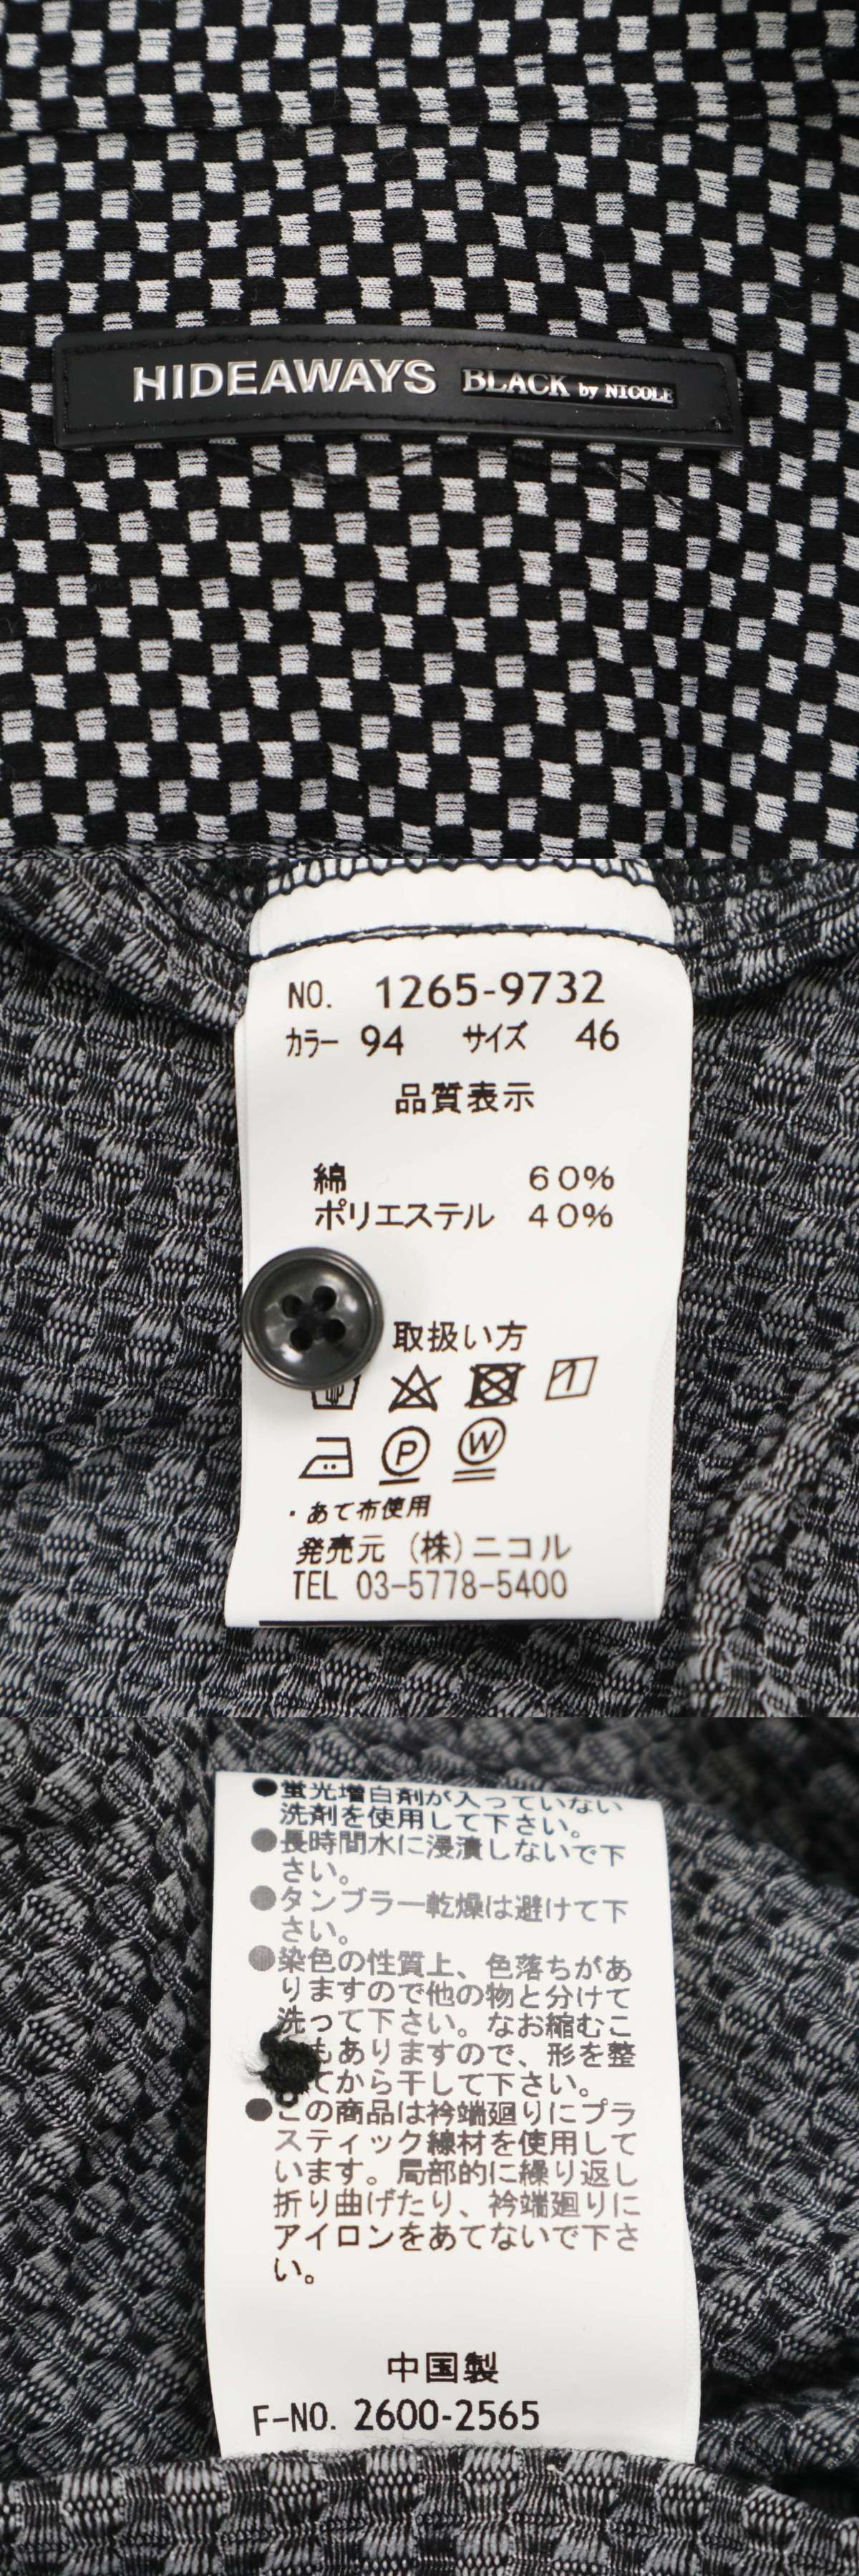 HIDEAWAYS BLACK by NICOLE
NO. 1265-9732
カラー 94 サイズ 46
品質表示
綿 60%
ポリエステル 40%
取扱い方
P W
・あて布使用
発売元 (株)ニコル
TEL 03-5778-5400
●蛍光増白剤が入っていない
洗剤を使用して下さい。
●長時間水に浸漬しないで下
さい。
●タンブラー乾燥は避けて下
さい。
●染色の性質上、色落ちがあ
りますので他の物と分けて
洗って下さい。なお縮むこ
もありますので、形を整
てから干して下さい。
●この商品は衿端廻りにプラ
スティック線材を使用して
います。局部的に繰り返し
折り曲げたり、衿端廻りに
アイロンをあてないで下さ
い。
中国製
F-NO. 2600-2565